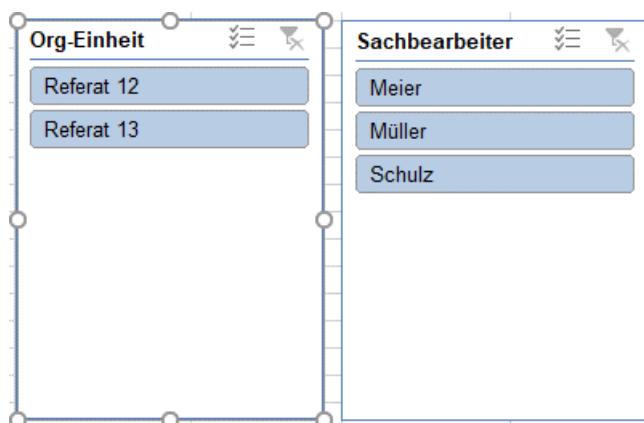 Org-Einheit
Referat 12
Referat 13
Sachbearbeiter
Meier
Müller
Schulz